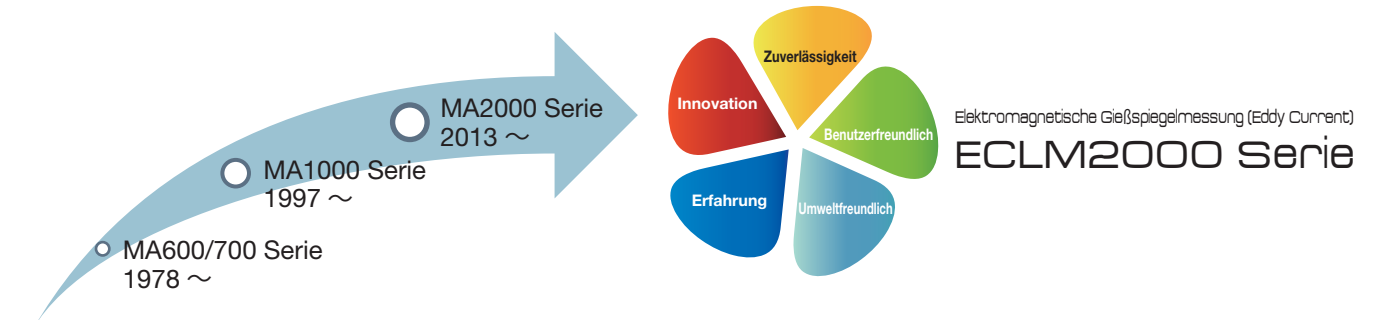 MA600/700 Serie
1978 ～
MA1000 Serie
1997 ～
MA2000 Serie
2013 ～
Zuverlässigkeit
Innovation
Benutzerfreundlich
Erfahrung
Umweltfreundlich
Elektromagnetische Gießspiegelmessung (Eddy Current)
ECLM2000 Serie